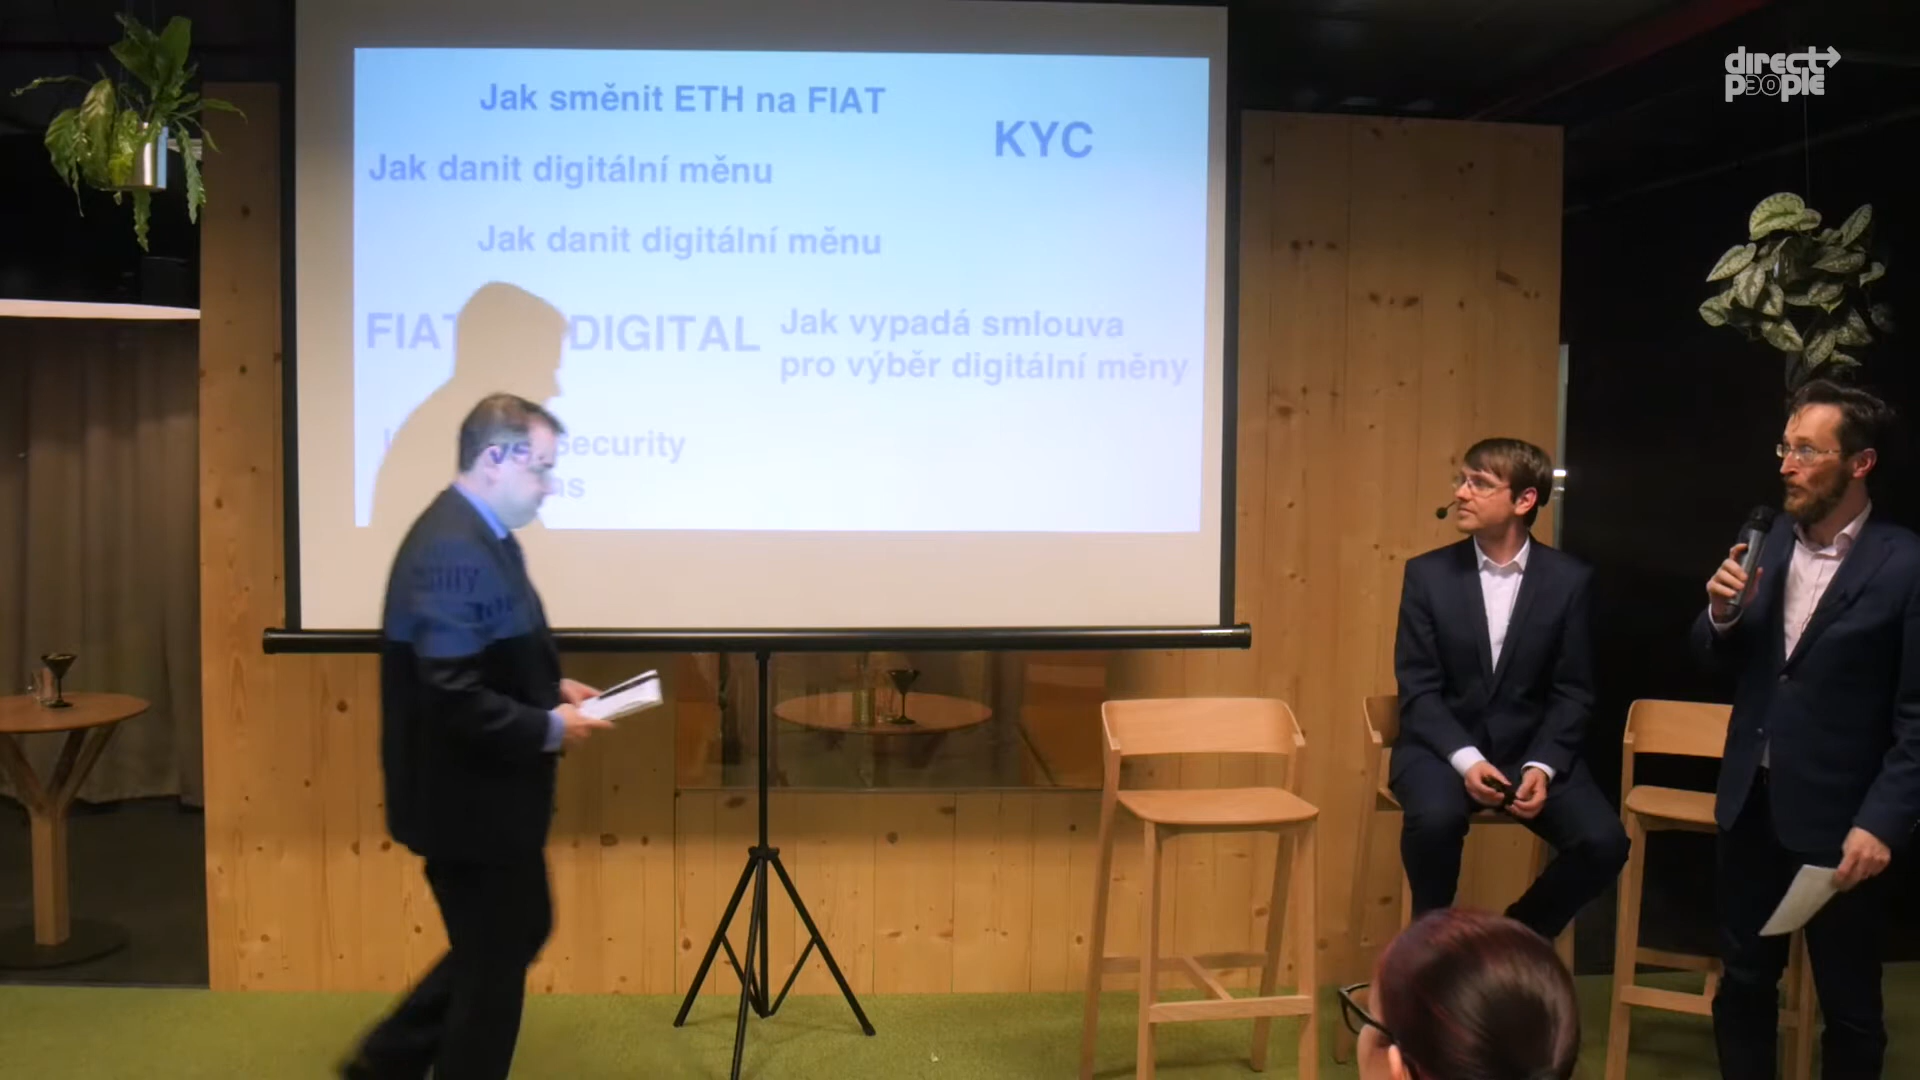 direct
people
Jak směnit ETH na FIAT
KYC
Jak danit digitální měnu
Jak danit digitální měnu
DIGITAL
Jak vypadá smlouva
pro výběr digitální měny
Security